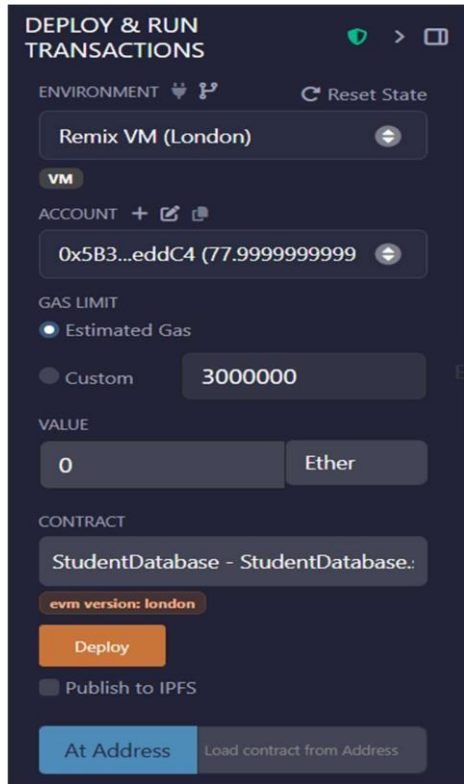 DEPLOY & RUN
TRANSACTIONS
ENVIRONMENT
Reset State
Remix VM (London)
VM
ACCOUNT
0x5B3...eddC4 (77.9999999999
GAS LIMIT
Estimated Gas
Custom
3000000
VALUE
0
Ether
CONTRACT
StudentDatabase - StudentDatabase.
evm version: london
Deploy
Publish to IPFS
At Address
Load contract from Address